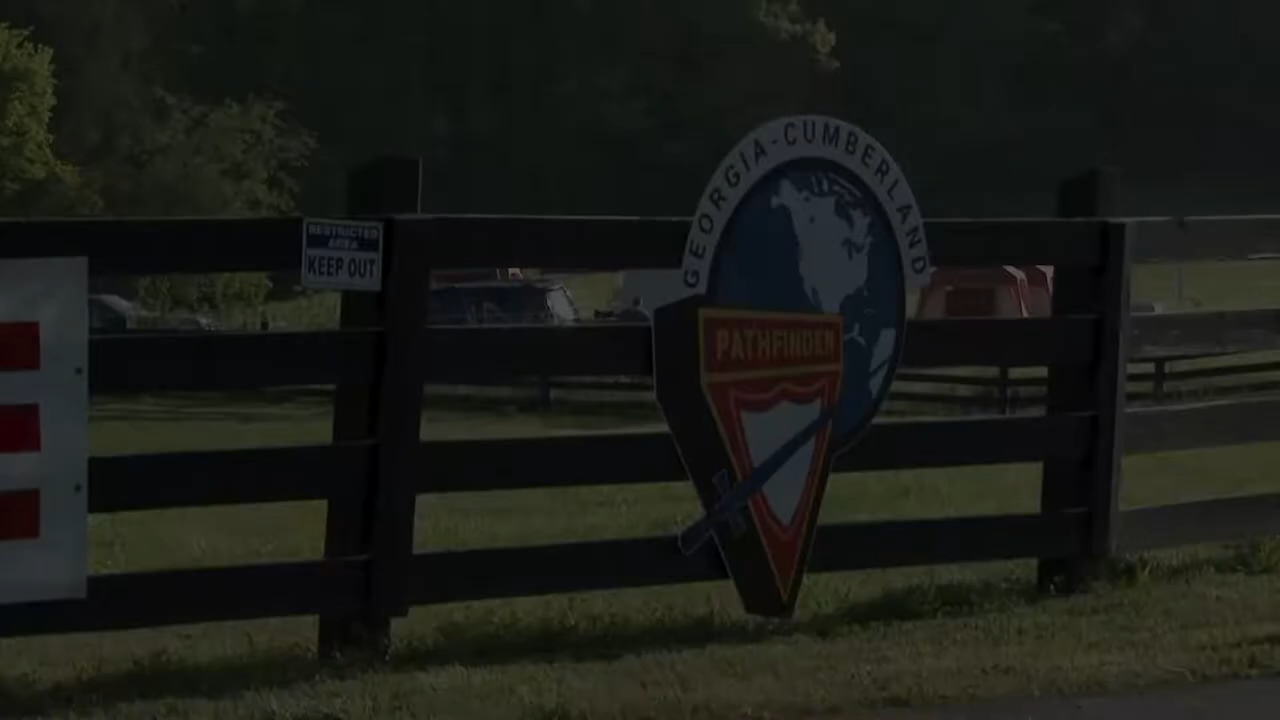 RESTRICTED
AREA
KEEP OUT
GEORGIA-CUMBERLAND
PATHFINDER